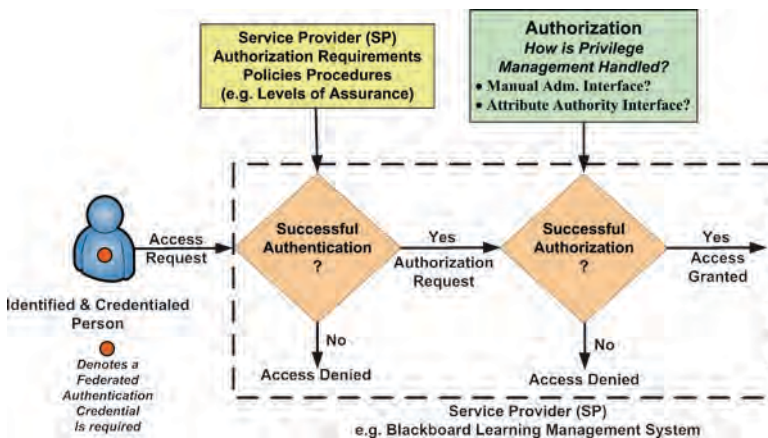 Service Provider (SP)
Authorization Requirements
Policies Procedures
(e.g. Levels of Assurance)
Authorization
How is Privilege
Management Handled?
• Manual Adm. Interface?
• Attribute Authority Interface?
Access
Request
Successful
Authentication
?
Yes
Authorization
Request
Successful
Authorization
?
Yes
Access
Granted
Identified & Credentialed
Person
No
Access Denied
No
Access Denied
Denotes a
Federated
Authentication
Credential
Is required
Service Provider (SP)
e.g. Blackboard Learning Management System